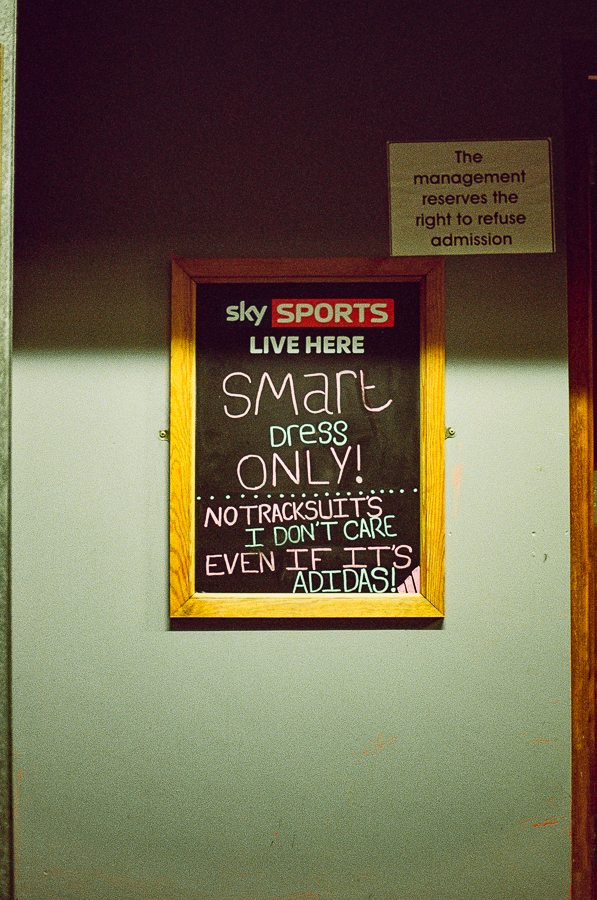 The
management
reserves the
right to refuse
admission
sky SPORTS
LIVE HERE
SMart
Dress
ONLY!
NO TRACKSUIT'S
I DON'T CARE
EVEN IF IT'S
ADIDAS!